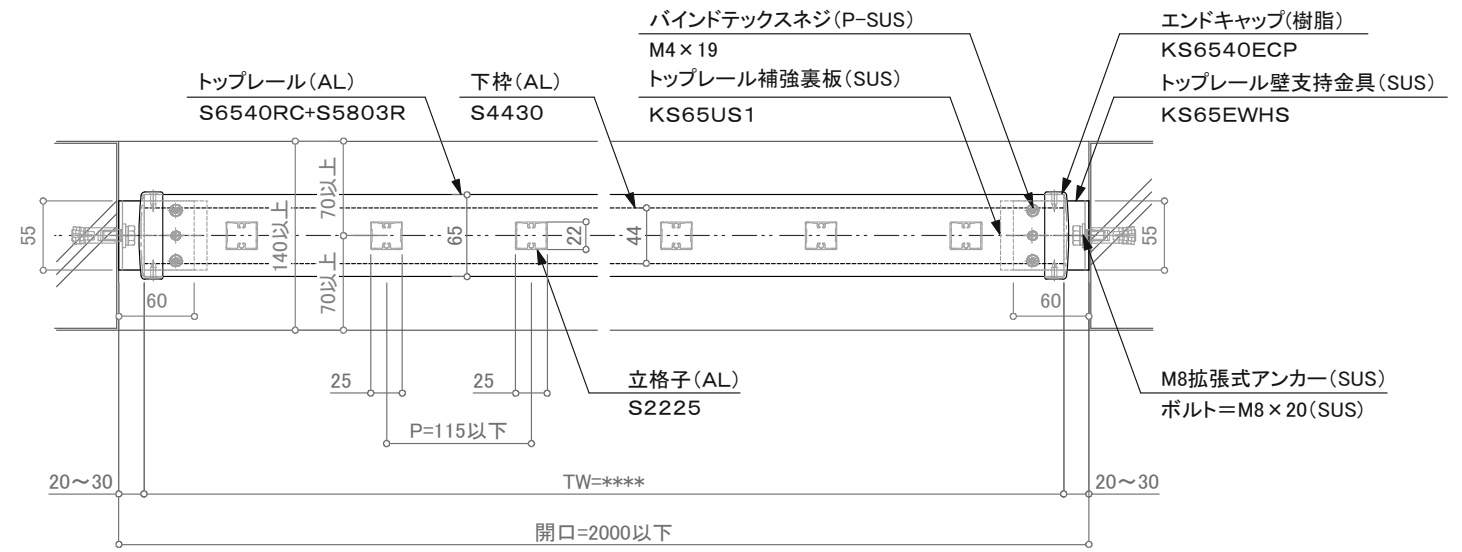 バインドテックスネジ(P-SUS)
M4×19
トップレール補強裏板(SUS)
KS65US1
エンドキャップ(樹脂)
KS6540ECP
トップレール壁支持金具(SUS)
KS65EWHS
トップレール(AL)
S6540RC+S5803R
下枠(AL)
S4430
55
140以上
70以上
70以上
65
22
44
55
60
60
25
25
立格子(AL)
S2225
M8拡張式アンカー(SUS)
ボルト=M8×20(SUS)
P=115以下
20～30
TW=****
20～30
開口=2000以下